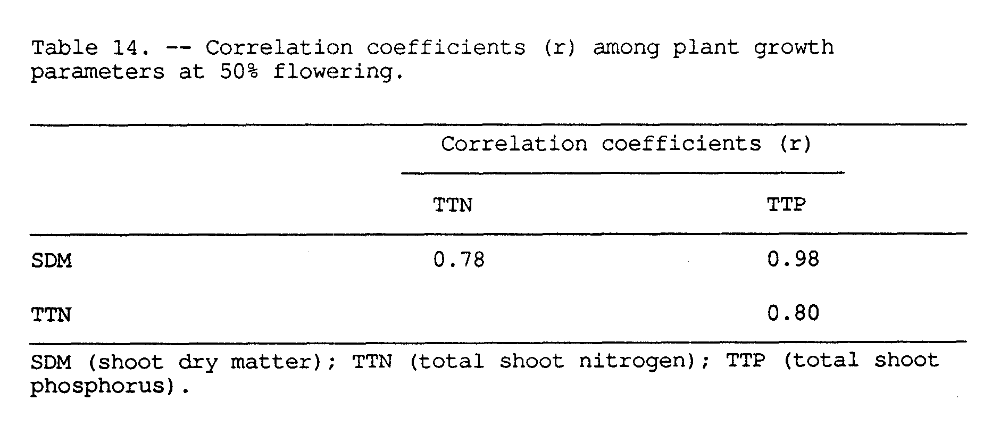 Table 14. -- Correlation coefficients (r) among plant growth
parameters at 50% flowering.
Correlation coefficients (r)
TTN TTP
SDM 0.78 0.98
TTN 0.80
SDM (shoot dry matter); TTN (total shoot nitrogen); TTP (total shoot
phosphorus).